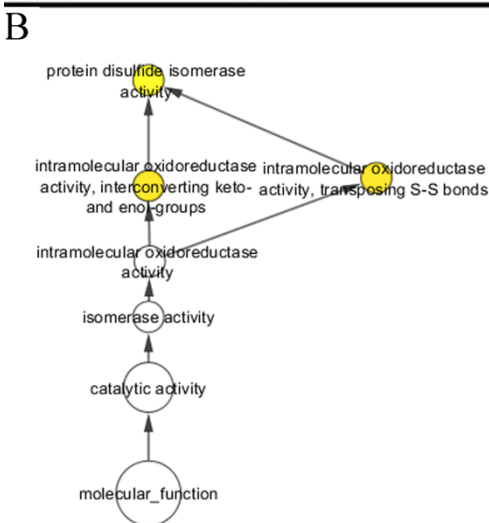 B
protein disulfide isomerase
activity
intramolecular oxidoreductase
activity, interconverting keto-
and enol-groups
intramolecular oxidoreductase
activity, transposing S-S bonds
intramolecular oxidoreductase
activity
isomerase activity
catalytic activity
molecular_function